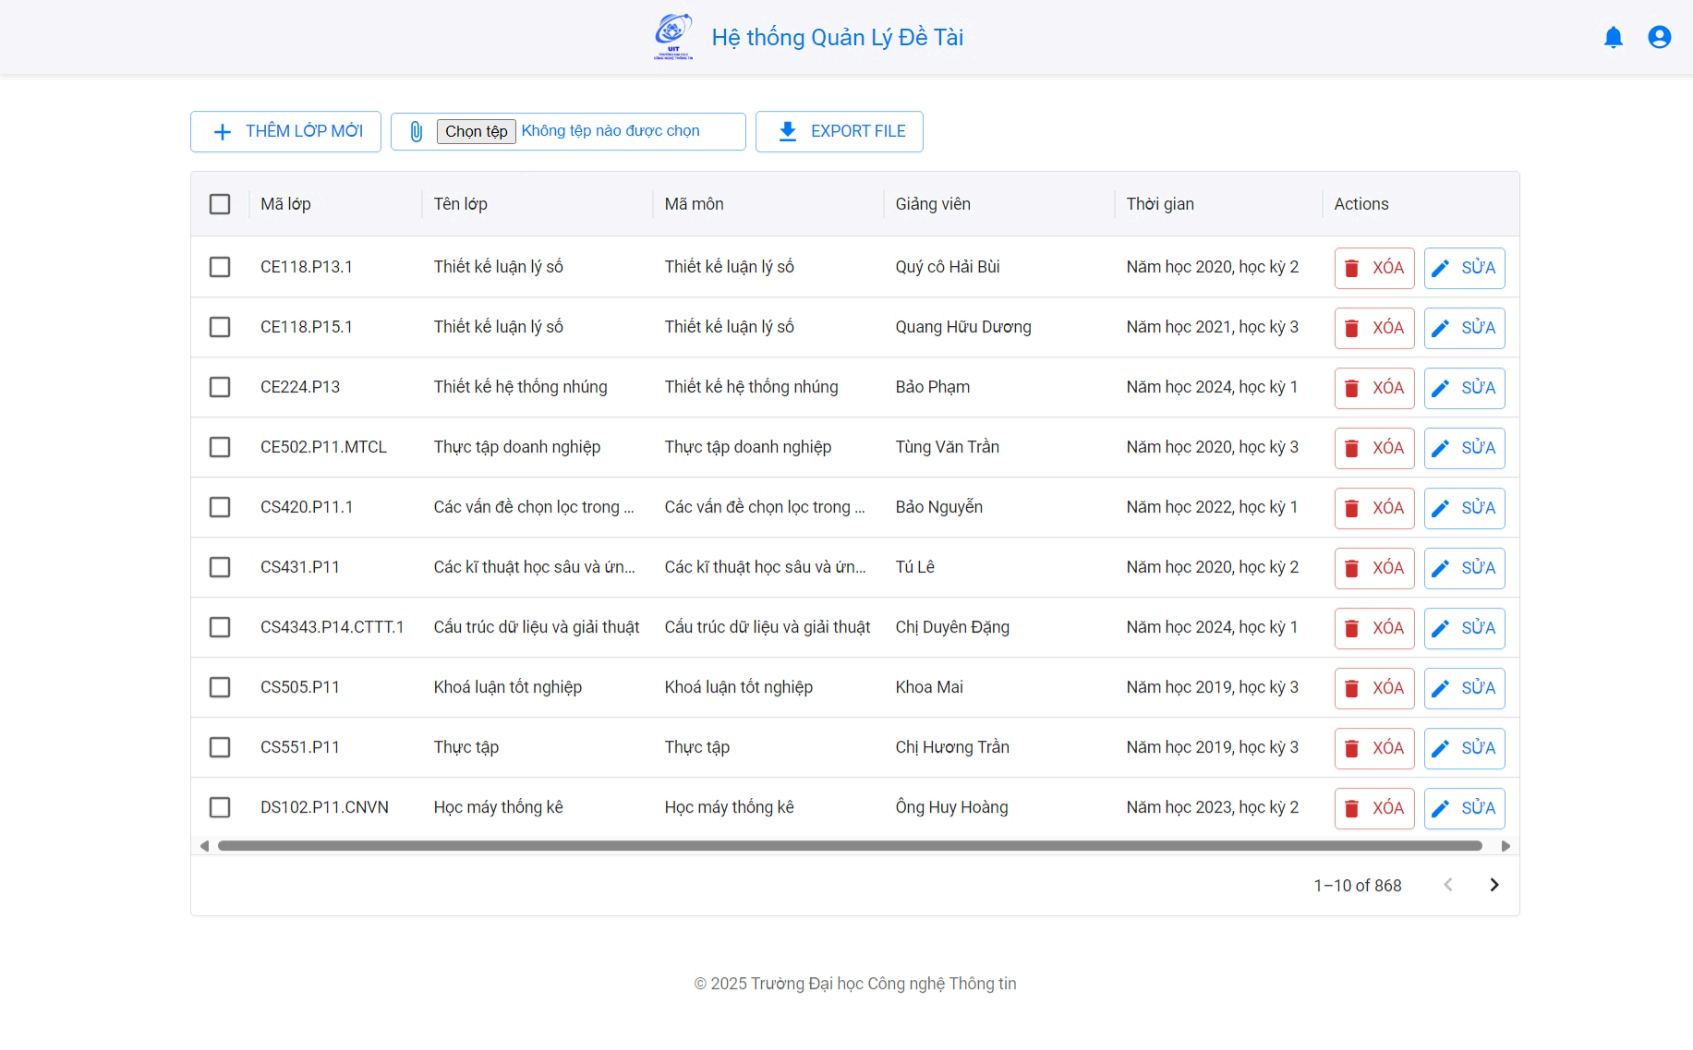 UIT
TRƯỜNG ĐẠI HỌC
CÔNG NGHỆ THÔNG TIN
Hệ thống Quản Lý Đề Tài
THÊM LỚP MỚI Chọn tệp Không tệp nào được chọn EXPORT FILE
Mã lớp Tên lớp Mã môn Giảng viên Thời gian Actions
CE118.P13.1 Thiết kế luận lý số Thiết kế luận lý số Quý cô Hải Bùi Năm học 2020, học kỳ 2 XÓA SỬA
CE118.P15.1 Thiết kế luận lý số Thiết kế luận lý số Quang Hữu Dương Năm học 2021, học kỳ 3 XÓA SỬA
CE224.P13 Thiết kế hệ thống nhúng Thiết kế hệ thống nhúng Bảo Phạm Năm học 2024, học kỳ 1 XÓA SỬA
CE502.P11.MTCL Thực tập doanh nghiệp Thực tập doanh nghiệp Tùng Văn Trần Năm học 2020, học kỳ 3 XÓA SỬA
CS420.P11.1 Các vấn đề chọn lọc trong ... Các vấn đề chọn lọc trong ... Bảo Nguyễn Năm học 2022, học kỳ 1 XÓA SỬA
CS431.P11 Các kĩ thuật học sâu và ứn... Các kĩ thuật học sâu và ứn... Tú Lê Năm học 2020, học kỳ 2 XÓA SỬA
CS4343.P14.CTTT.1 Cấu trúc dữ liệu và giải thuật Cấu trúc dữ liệu và giải thuật Chị Duyên Đặng Năm học 2024, học kỳ 1 XÓA SỬA
CS505.P11 Khoá luận tốt nghiệp Khoá luận tốt nghiệp Khoa Mai Năm học 2019, học kỳ 3 XÓA SỬA
CS551.P11 Thực tập Thực tập Chị Hương Trần Năm học 2019, học kỳ 3 XÓA SỬA
DS102.P11.CNVN Học máy thống kê Học máy thống kê Ông Huy Hoàng Năm học 2023, học kỳ 2 XÓA SỬA
1–10 of 868
© 2025 Trường Đại học Công nghệ Thông tin